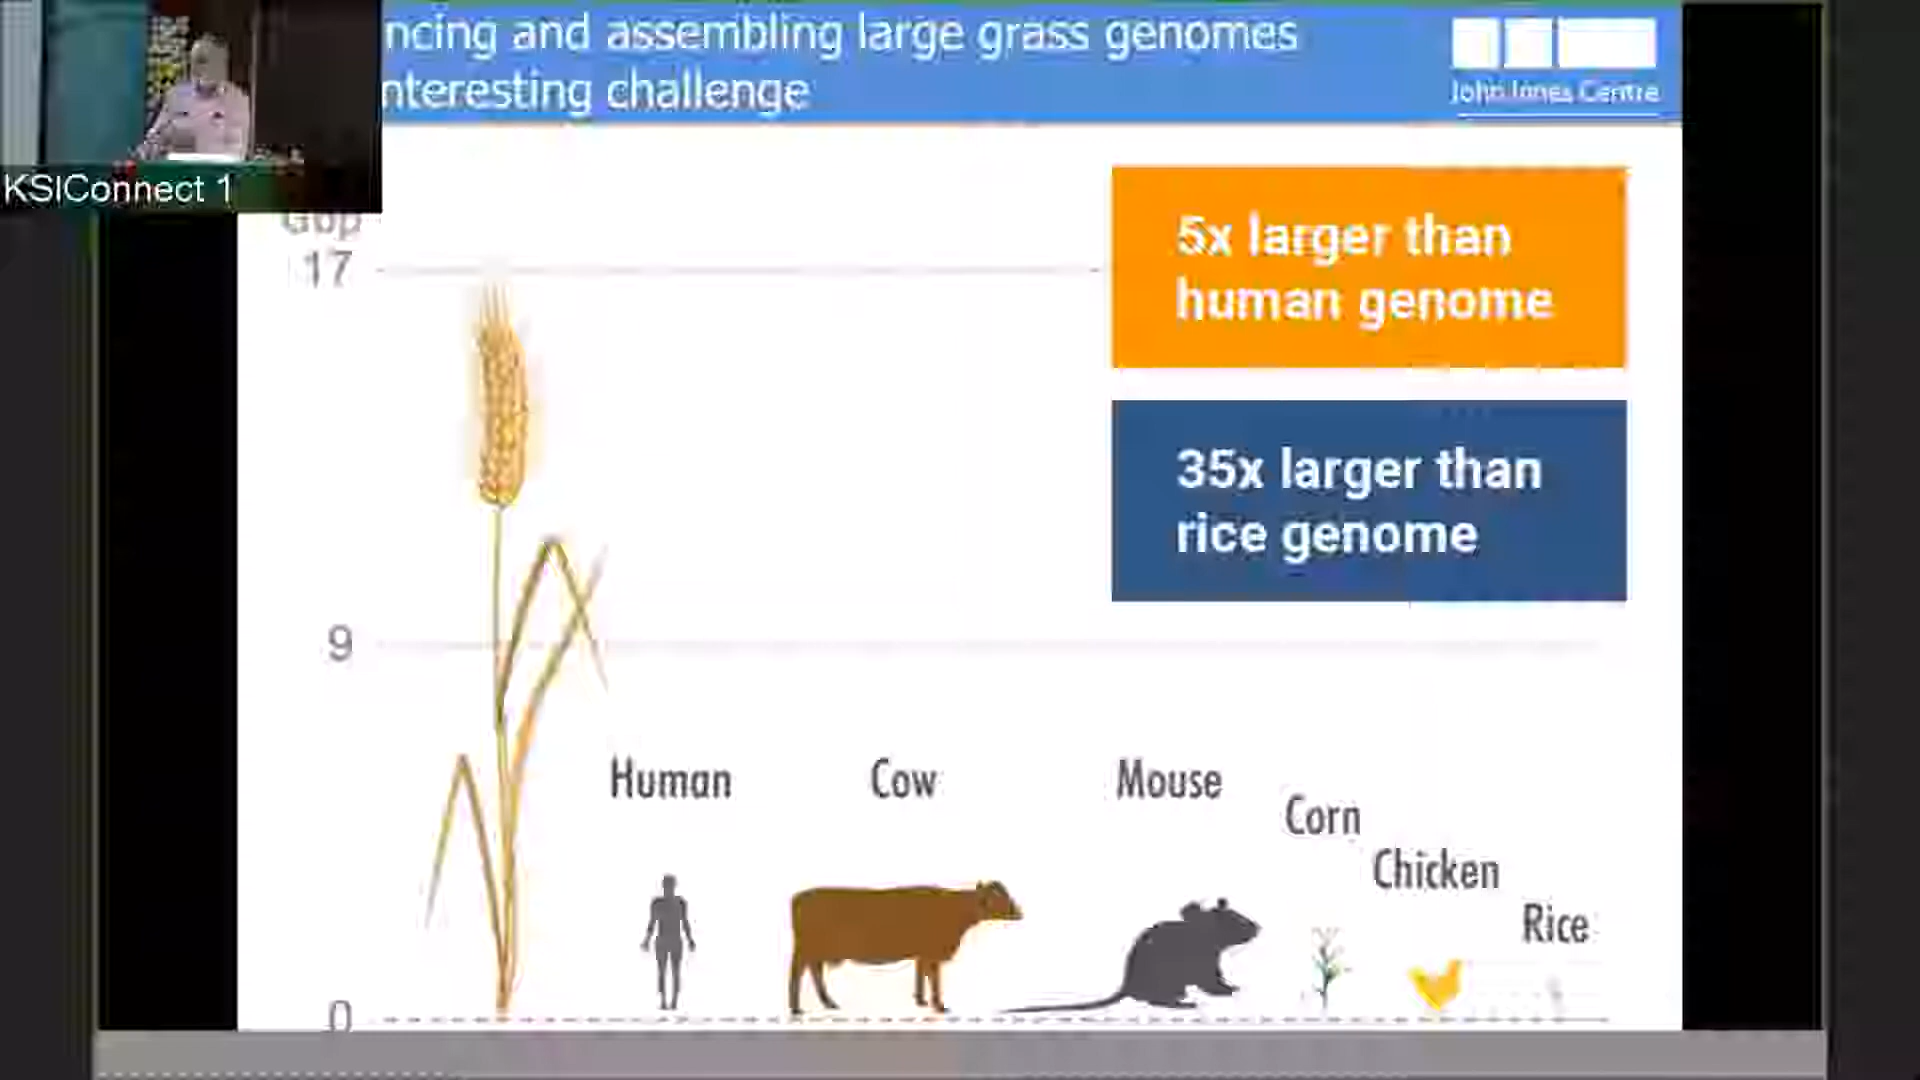 ncing and assembling large grass genomes
nteresting challenge
John Innes Centre
KSIConnect 1
Gbp
17
5x larger than
human genome
35x larger than
rice genome
9
Human
Cow
Mouse
Corn
Chicken
Rice
0